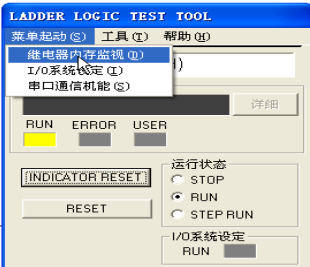 LADDER LOGIC TEST TOOL
菜单起动(S) 工具(T) 帮助(H)
继电器内存监视(D)
I/O系统设定(I)
串口通信机能(S)
详细
RUN ERROR USER
INDICATOR RESET
RESET
运行状态
STOP
RUN
STEP RUN
I/O系统设定
RUN